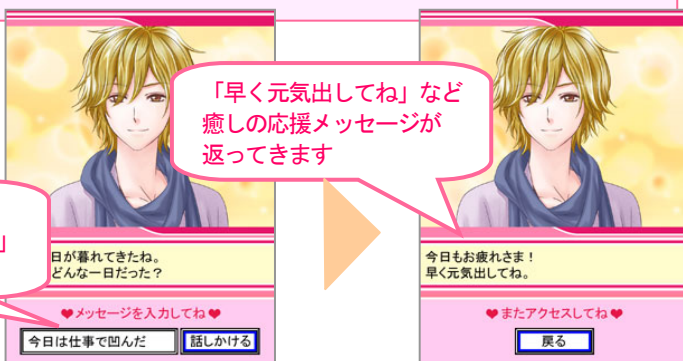 「早く元気出してね」など
癒しの応援メッセージが
返ってきます
」
日が暮れてきたね。
どんな一日だった？
♥メッセージを入力してね♥
今日は仕事で凹んだ
話しかける
今日もお疲れさま！
早く元気出してね。
♥またアクセスしてね♥
戻る